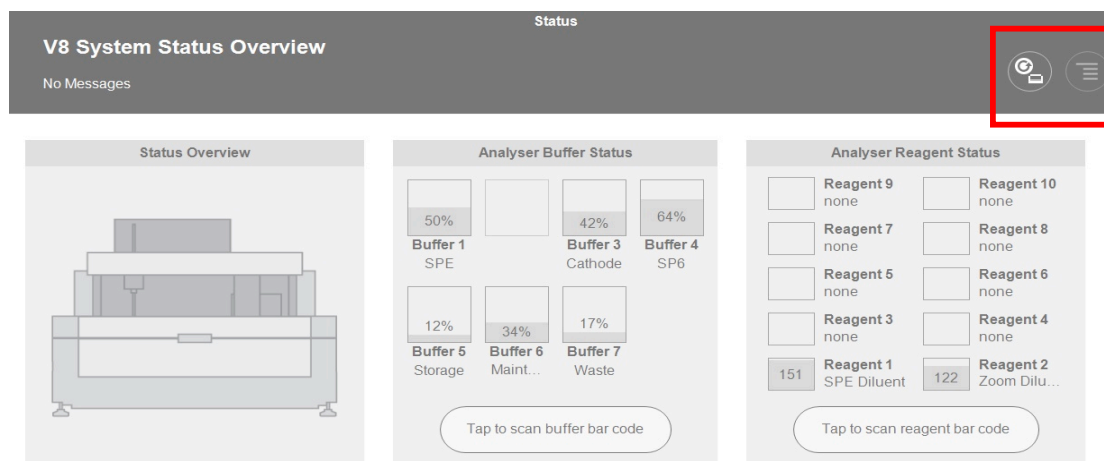 Status
V8 System Status Overview
No Messages
Status Overview
Analyser Buffer Status
50%
42%
64%
Buffer 1
Buffer 3
Buffer 4
SPE
Cathode
SP6
12%
34%
17%
Buffer 5
Buffer 6
Buffer 7
Storage
Maint...
Waste
Tap to scan buffer bar code
Analyser Reagent Status
Reagent 9
none
Reagent 10
none
Reagent 7
none
Reagent 8
none
Reagent 5
none
Reagent 6
none
Reagent 3
none
Reagent 4
none
151
Reagent 1
SPE Diluent
122
Reagent 2
Zoom Dilu...
Tap to scan reagent bar code